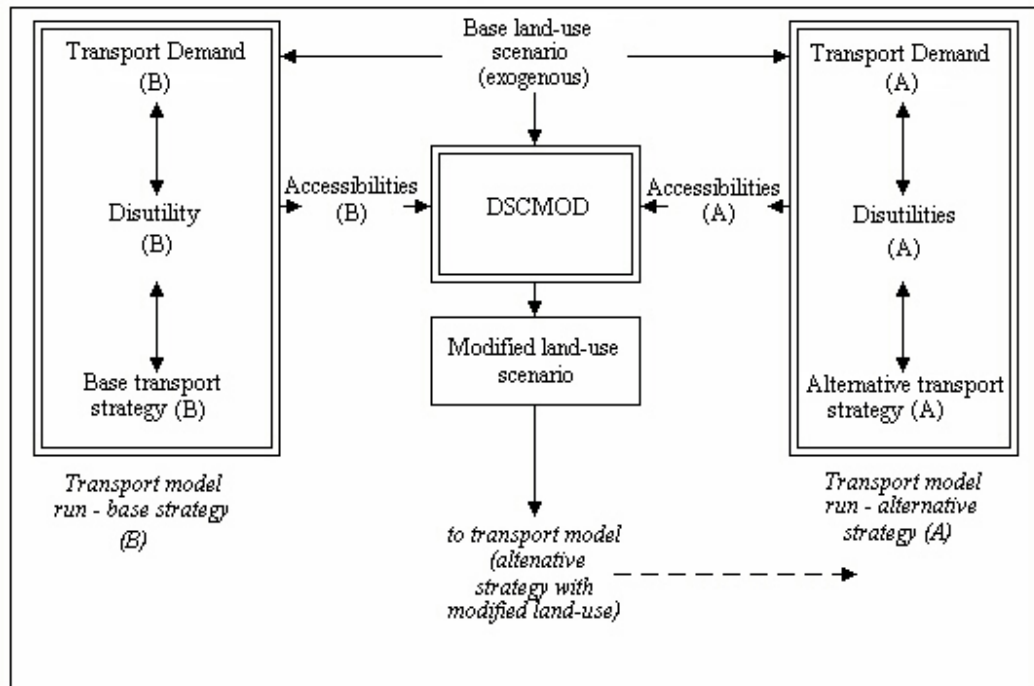 Base land-use
scenario
(exogenous)
Transport Demand
(B)
Disutility
(B)
Base transport
strategy (B)
Transport model
run - base strategy
(B)
Accessibilities
(B)
DSCMOD
Modified land-use
scenario
to transport model
(altenative
strategy with
modified land-use)
Accessibilities
(A)
Transport Demand
(A)
Disutilities
(A)
Alternative transport
strategy (A)
Transport model
run - alternative
strategy (A)